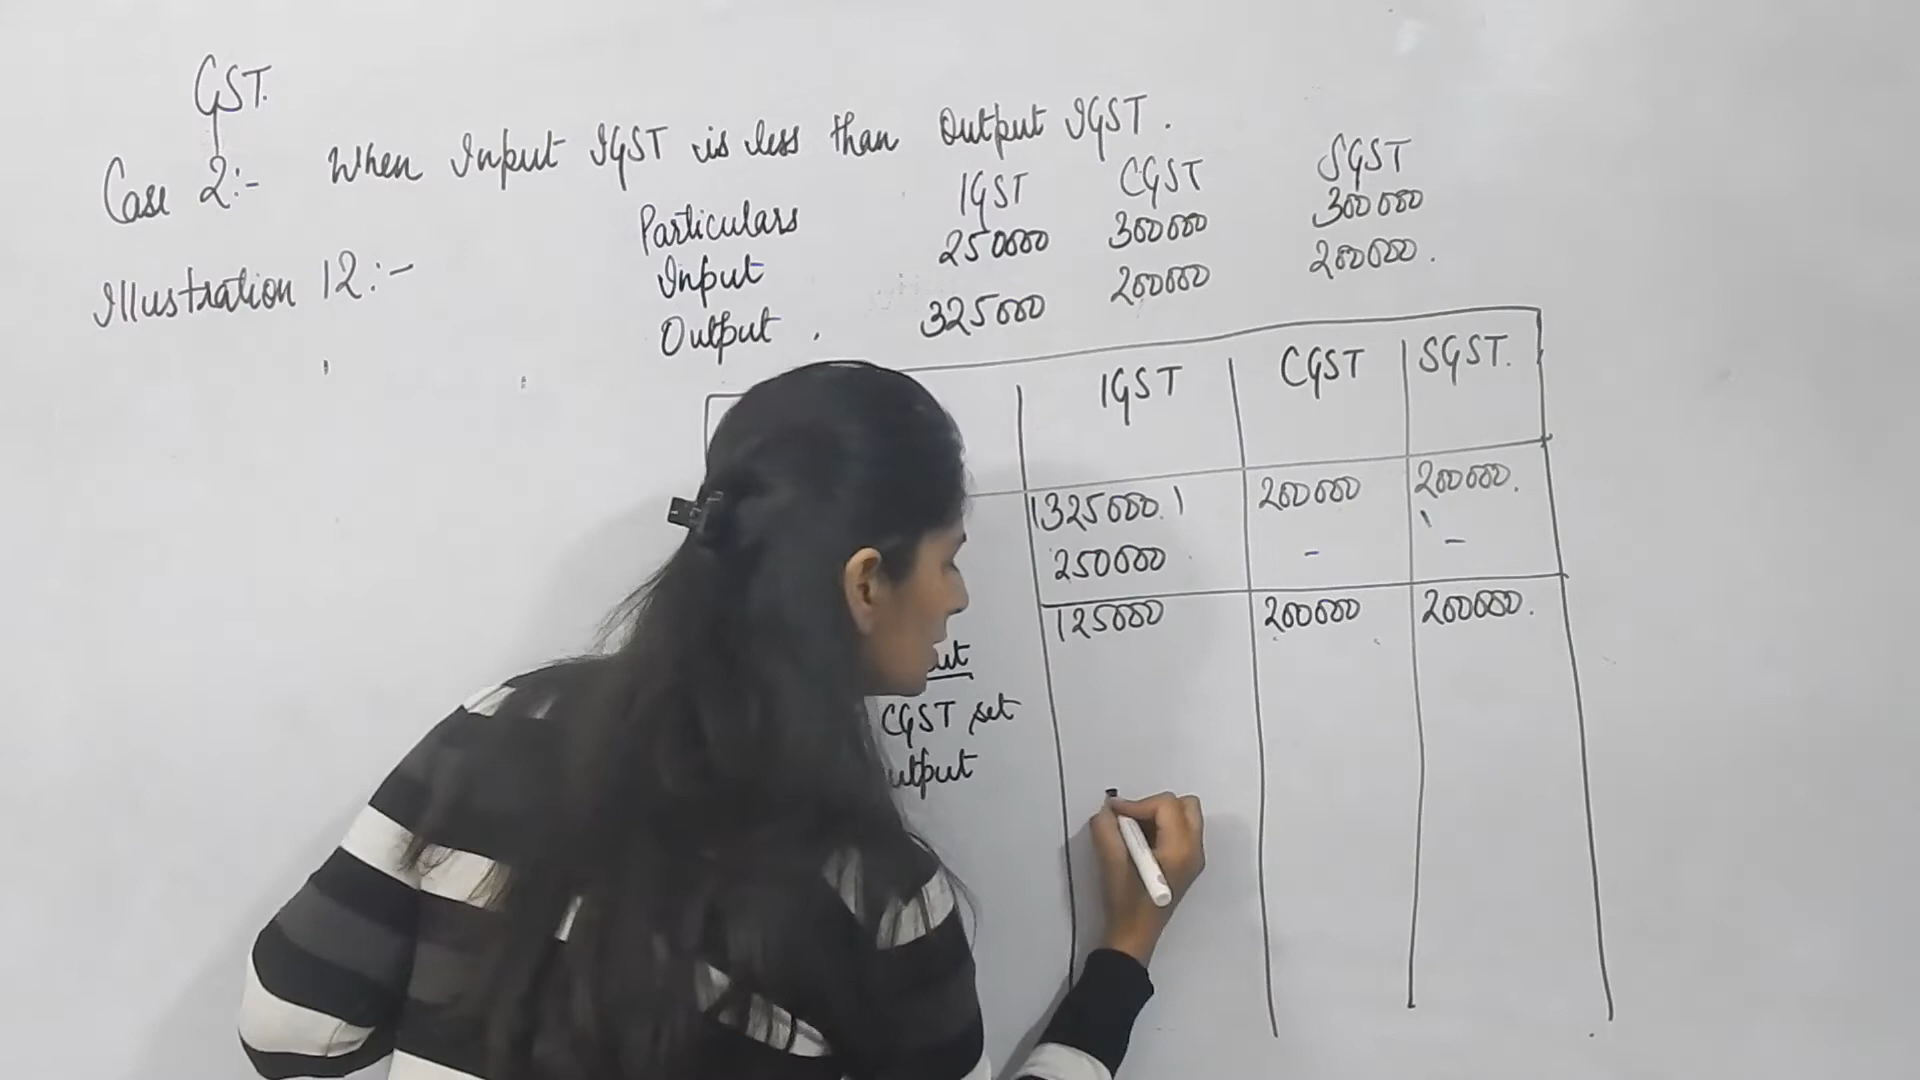 GST.
Case 2:- When Input IGST is less than Output IGST.
Illustration 12:-
Particulars IGST CGST SGST
Input 250000 300000 300000
Output. 325000 200000 200000.
IGST CGST SGST.
325000. 200000 200000.
250000 - -
125000 200000 200000.
CGST set